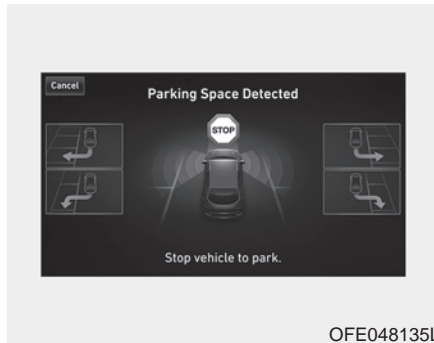 Cancel
Parking Space Detected
STOP
Stop vehicle to park.
OFE048135L